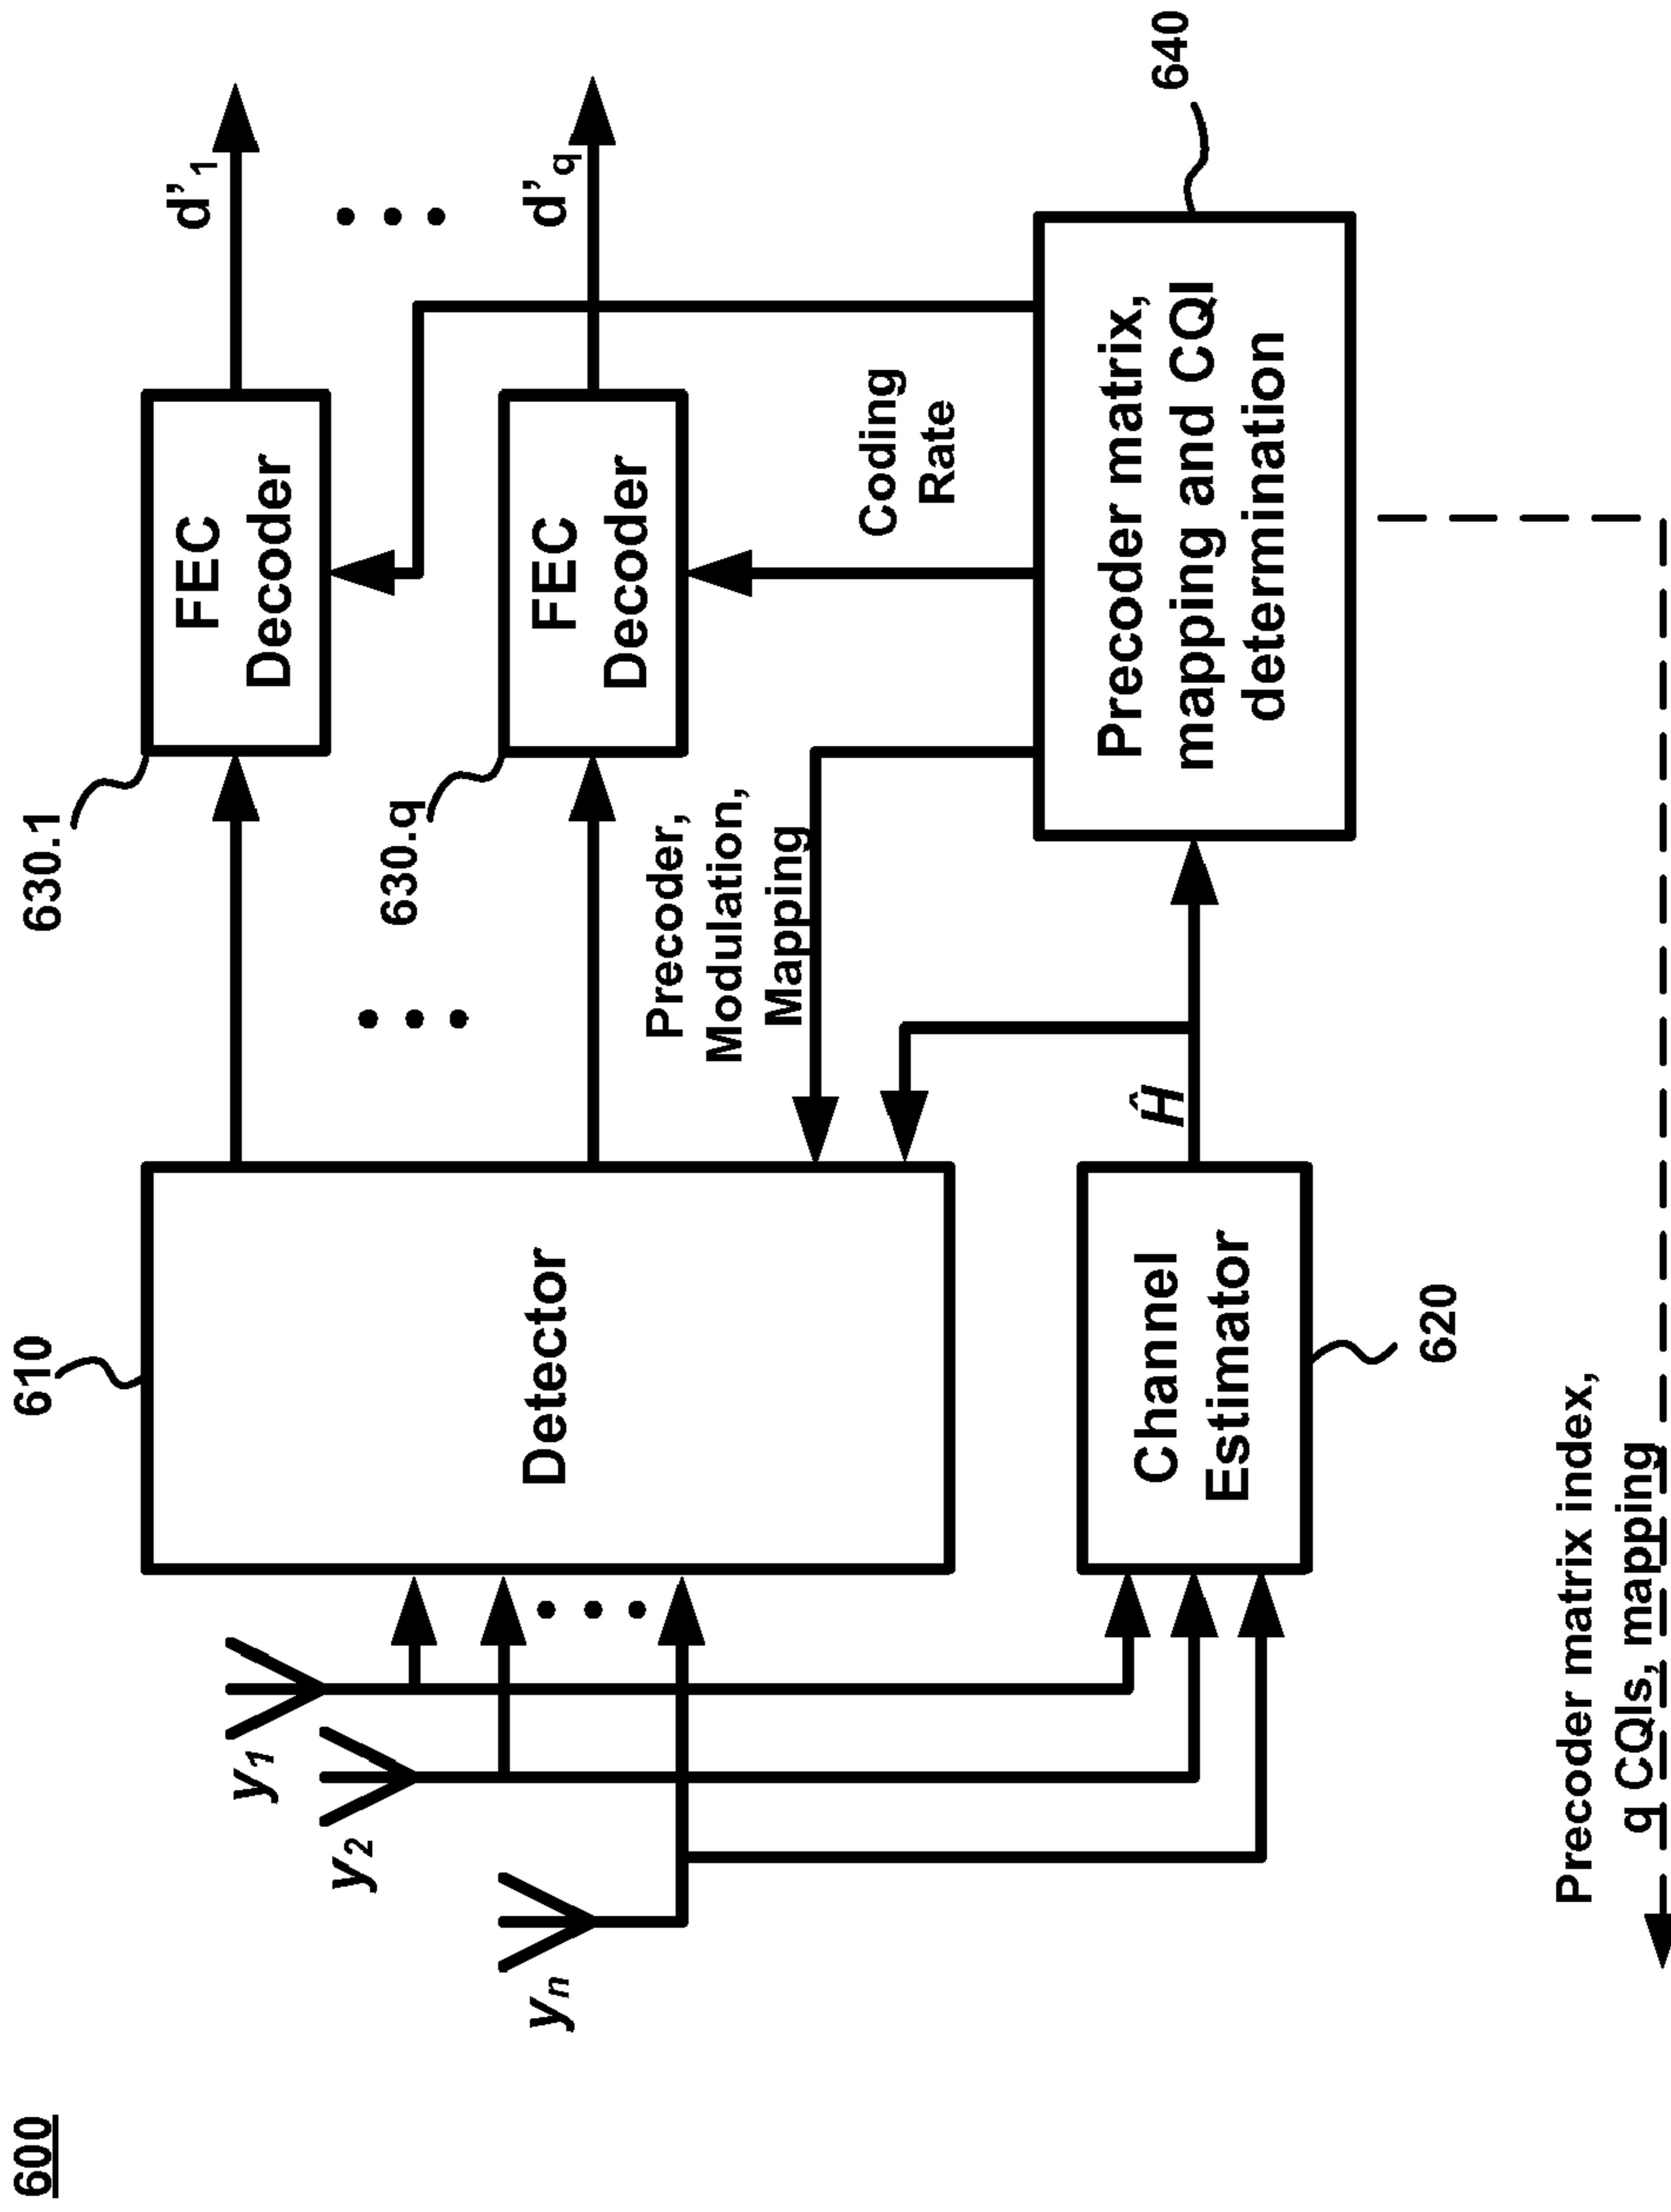 600
610
630.1
y1
y2
yn
Detector
FEC
Decoder
d’1
630.q
FEC
Decoder
d’q
Precoder,
Modulation,
Mapping
Coding
Rate
Channel
Estimator
Ĥ
Precoder matrix,
mapping and CQI
determination
640
620
Precoder matrix index,
q CQIs, mapping